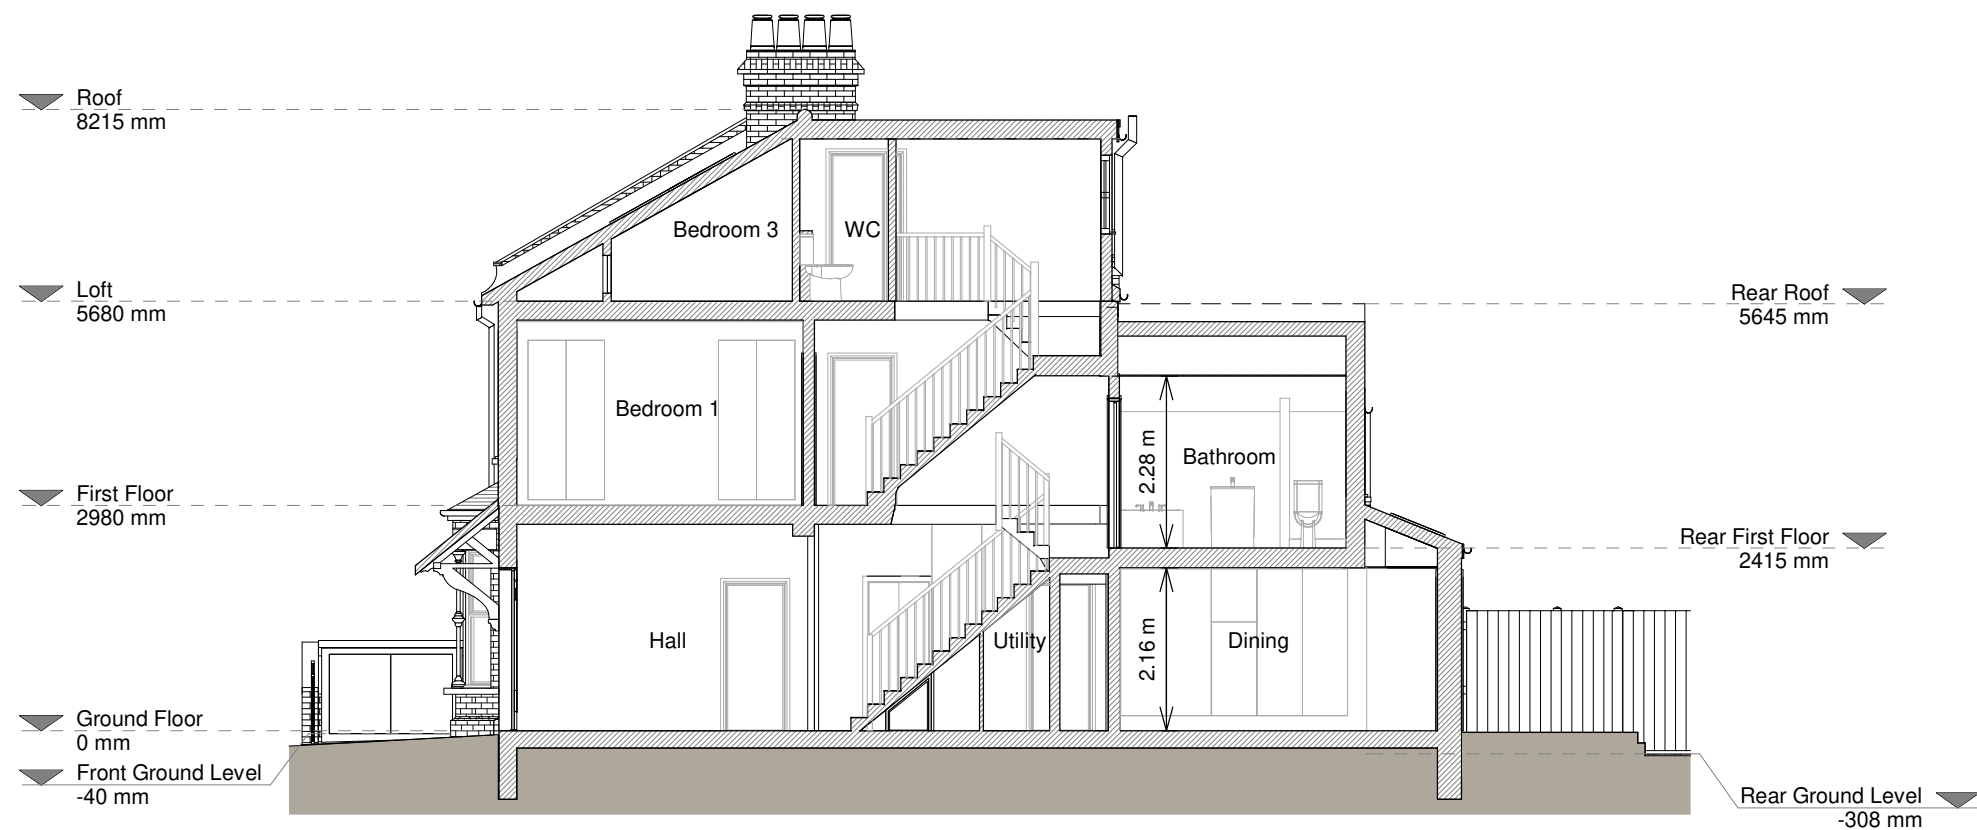 Roof
8215 mm
Bedroom 3
WC
Loft
5680 mm
Rear Roof
5645 mm
Bedroom 1
2.28 m
Bathroom
First Floor
2980 mm
Rear First Floor
2415 mm
Hall
Utility
2.16 m
Dining
Ground Floor
0 mm
Front Ground Level
-40 mm
Rear Ground Level
-308 mm